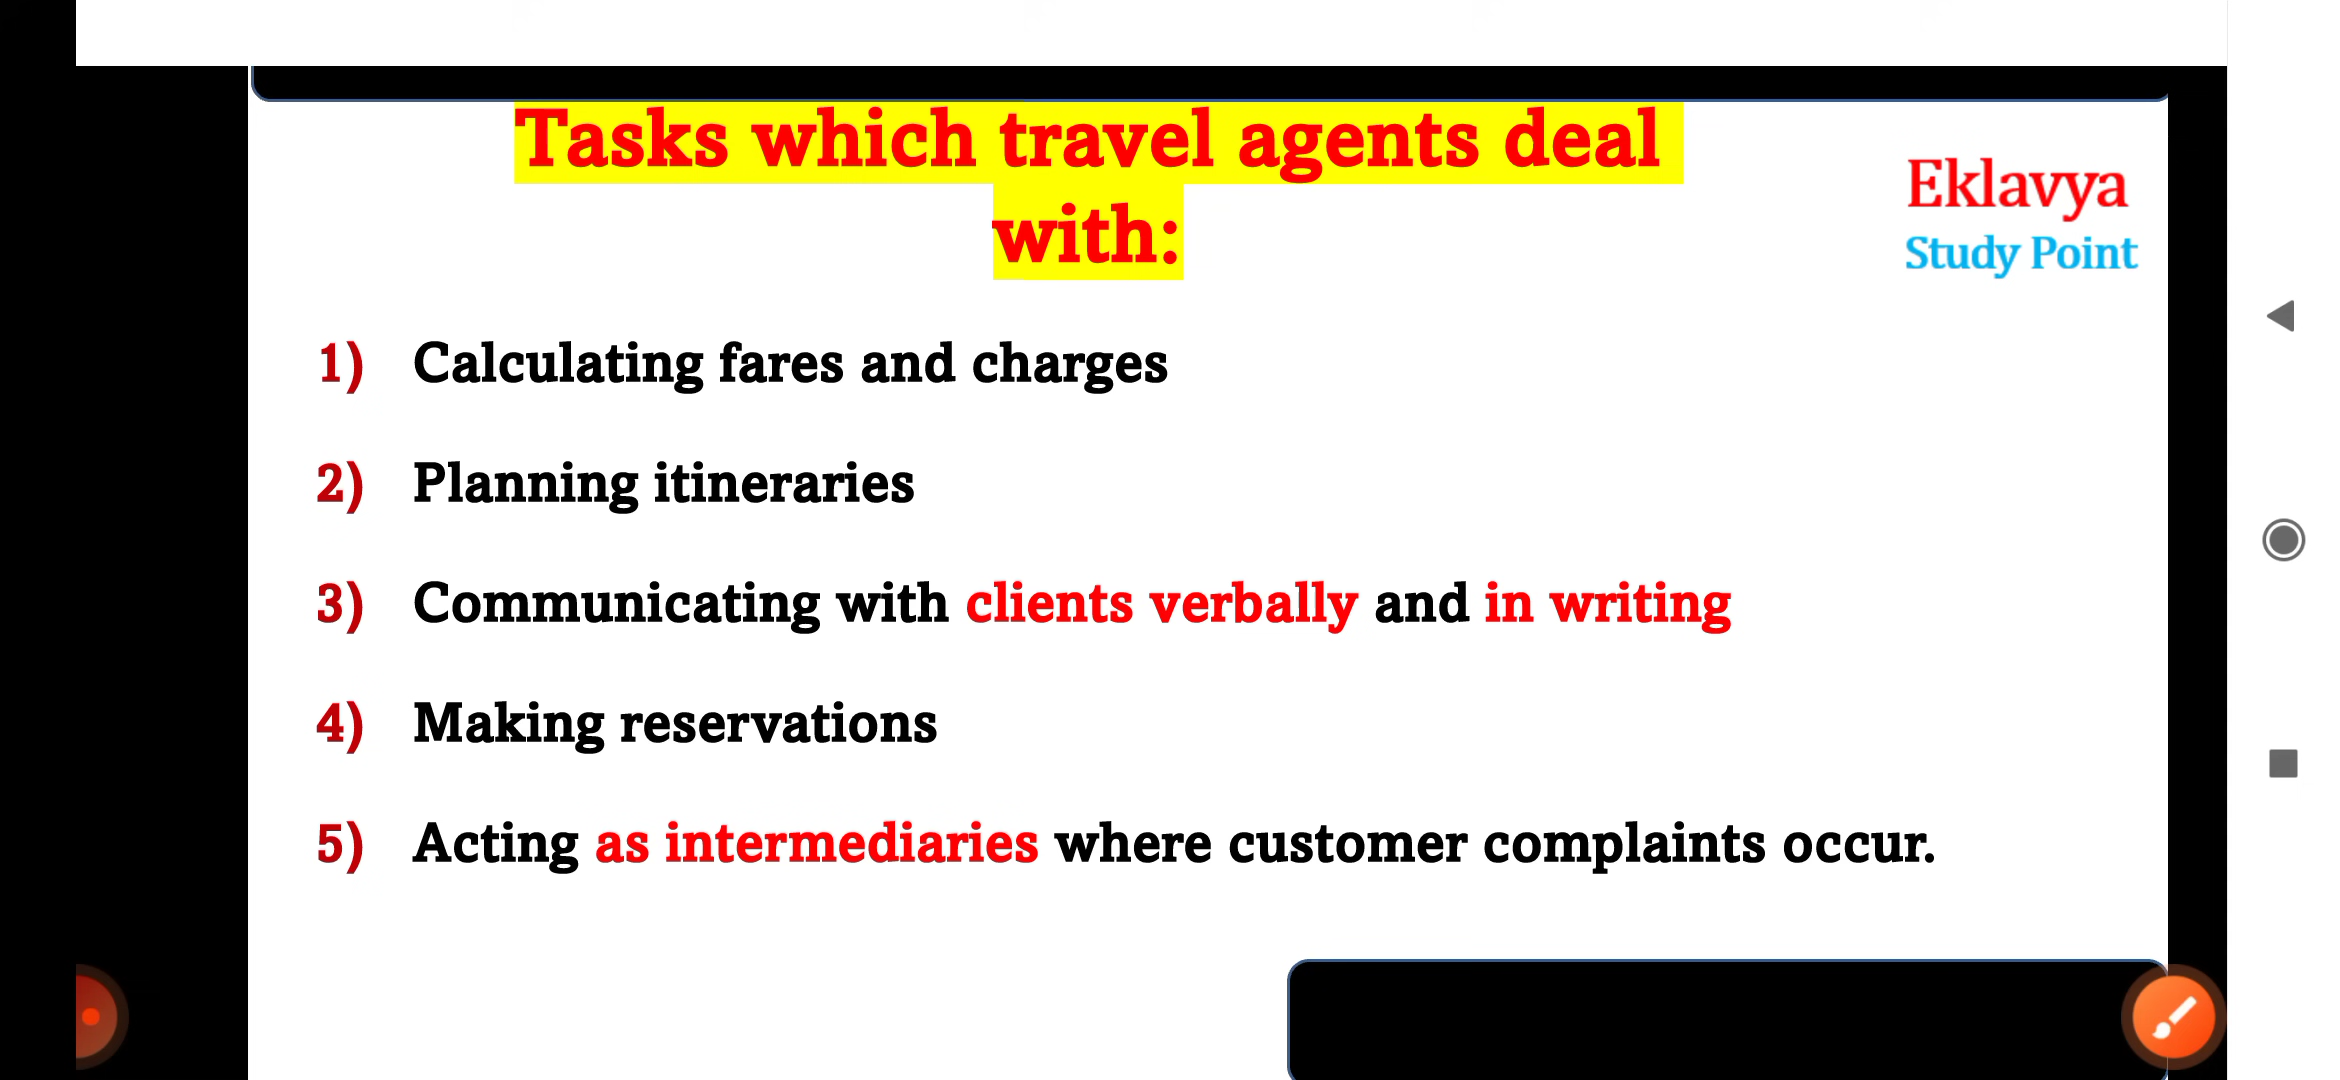 Tasks which travel agents deal
with:
Eklavya
Study Point
1) Calculating fares and charges
2) Planning itineraries
3) Communicating with clients verbally and in writing
4) Making reservations
5) Acting as intermediaries where customer complaints occur.